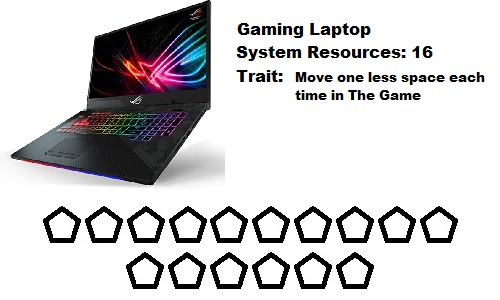 Gaming Laptop
System Resources: 16
Trait: Move one less space each
time in The Game